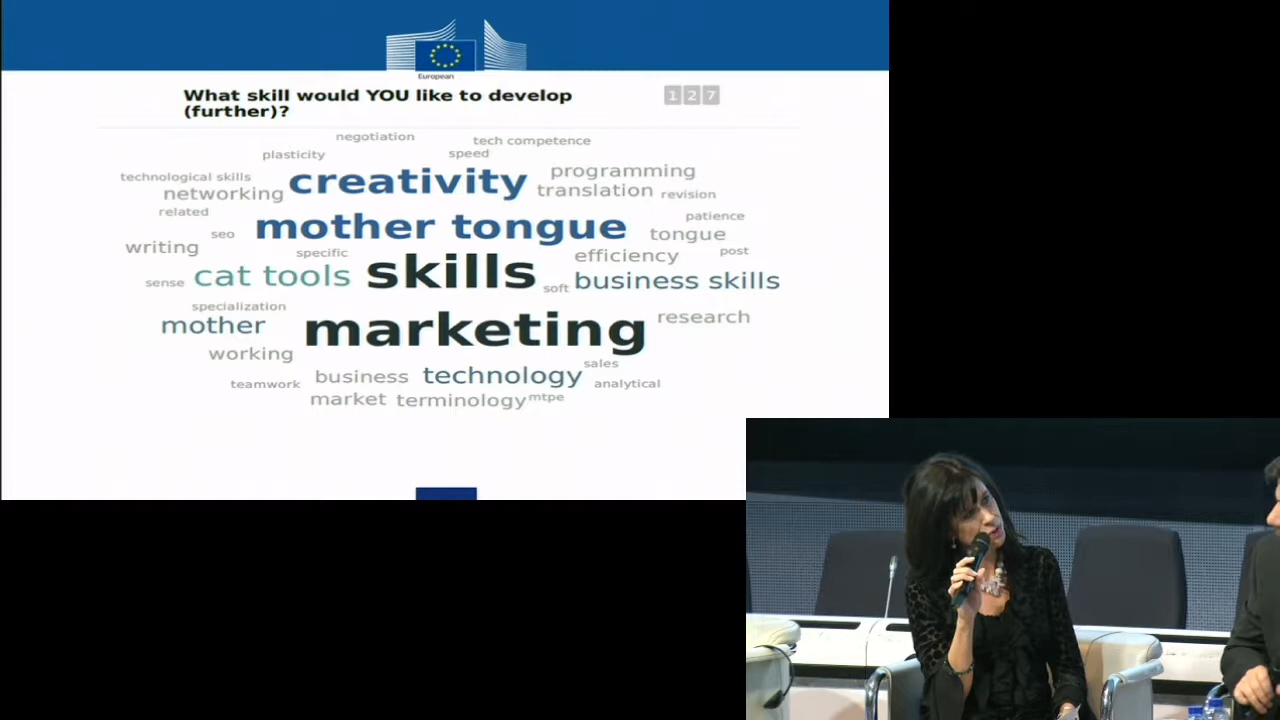 European
What skill would YOU like to develop
(further)?
1 2 7
negotiation
tech competence
plasticity
speed
programming
technological skills
networking
creativity
translation
revision
related
patience
seo
mother tongue
tongue
writing
specific
efficiency
post
sense
cat tools
skills
soft
business skills
specialization
mother
marketing
research
working
sales
teamwork
business
technology
analytical
market
terminology
mtpe